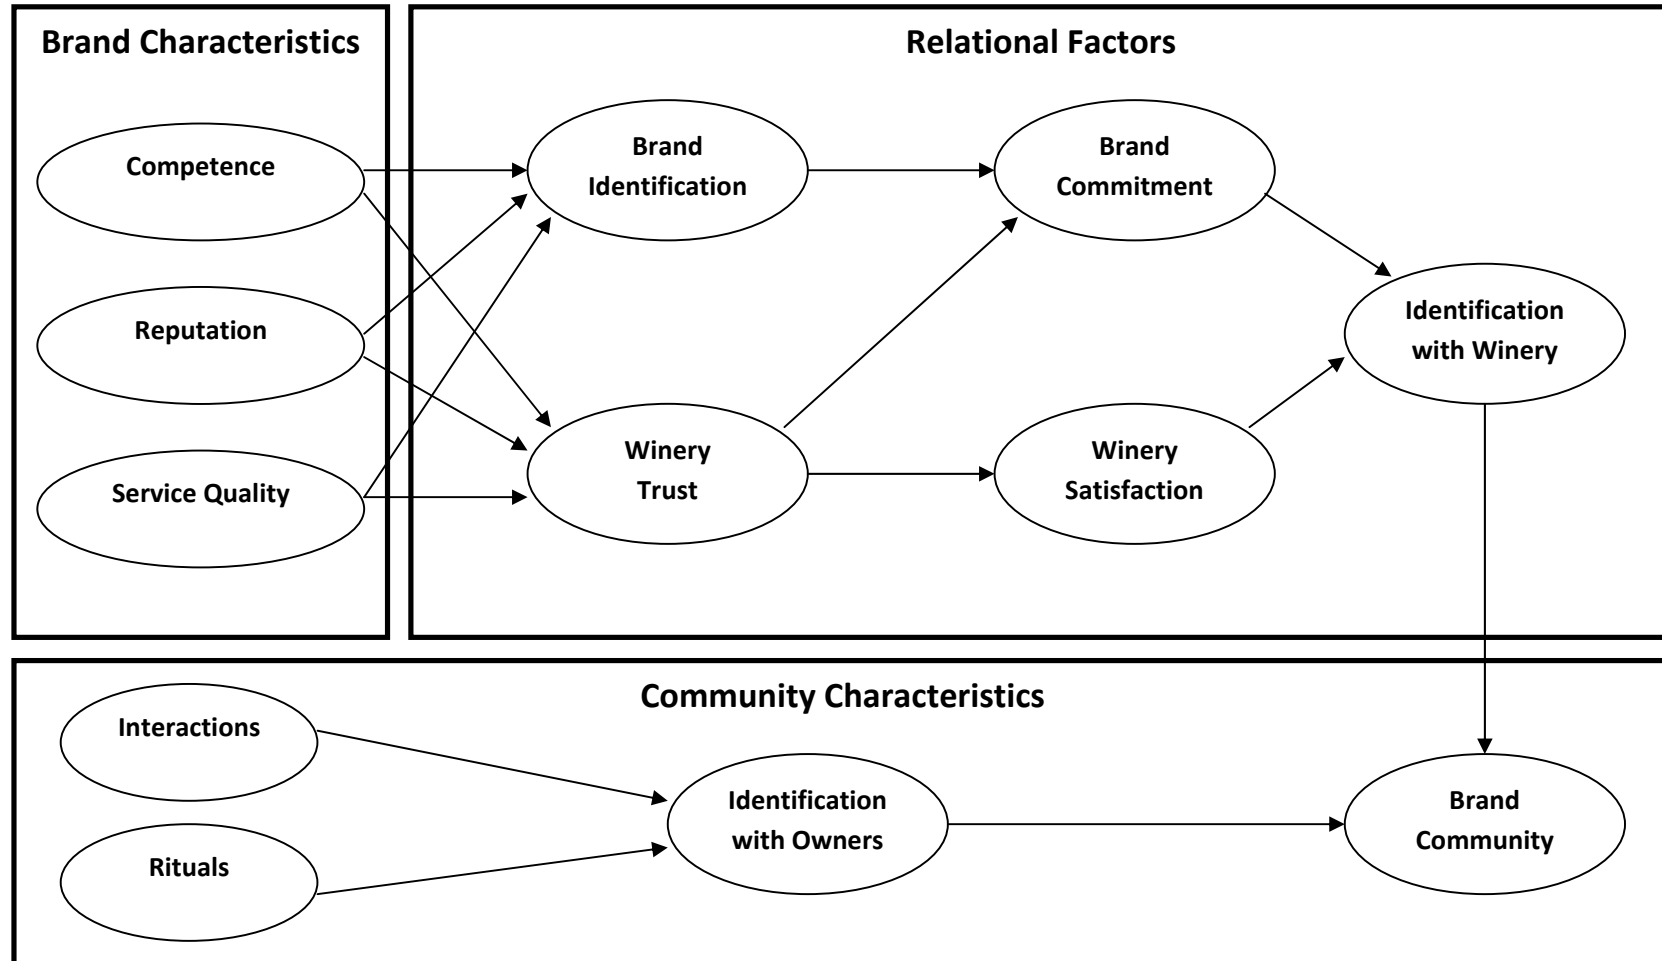 Brand Characteristics
Competence
Reputation
Service Quality
Relational Factors
Brand
Identification
Brand
Commitment
Identification
with Winery
Winery
Trust
Winery
Satisfaction
Community Characteristics
Interactions
Rituals
Identification
with Owners
Brand
Community